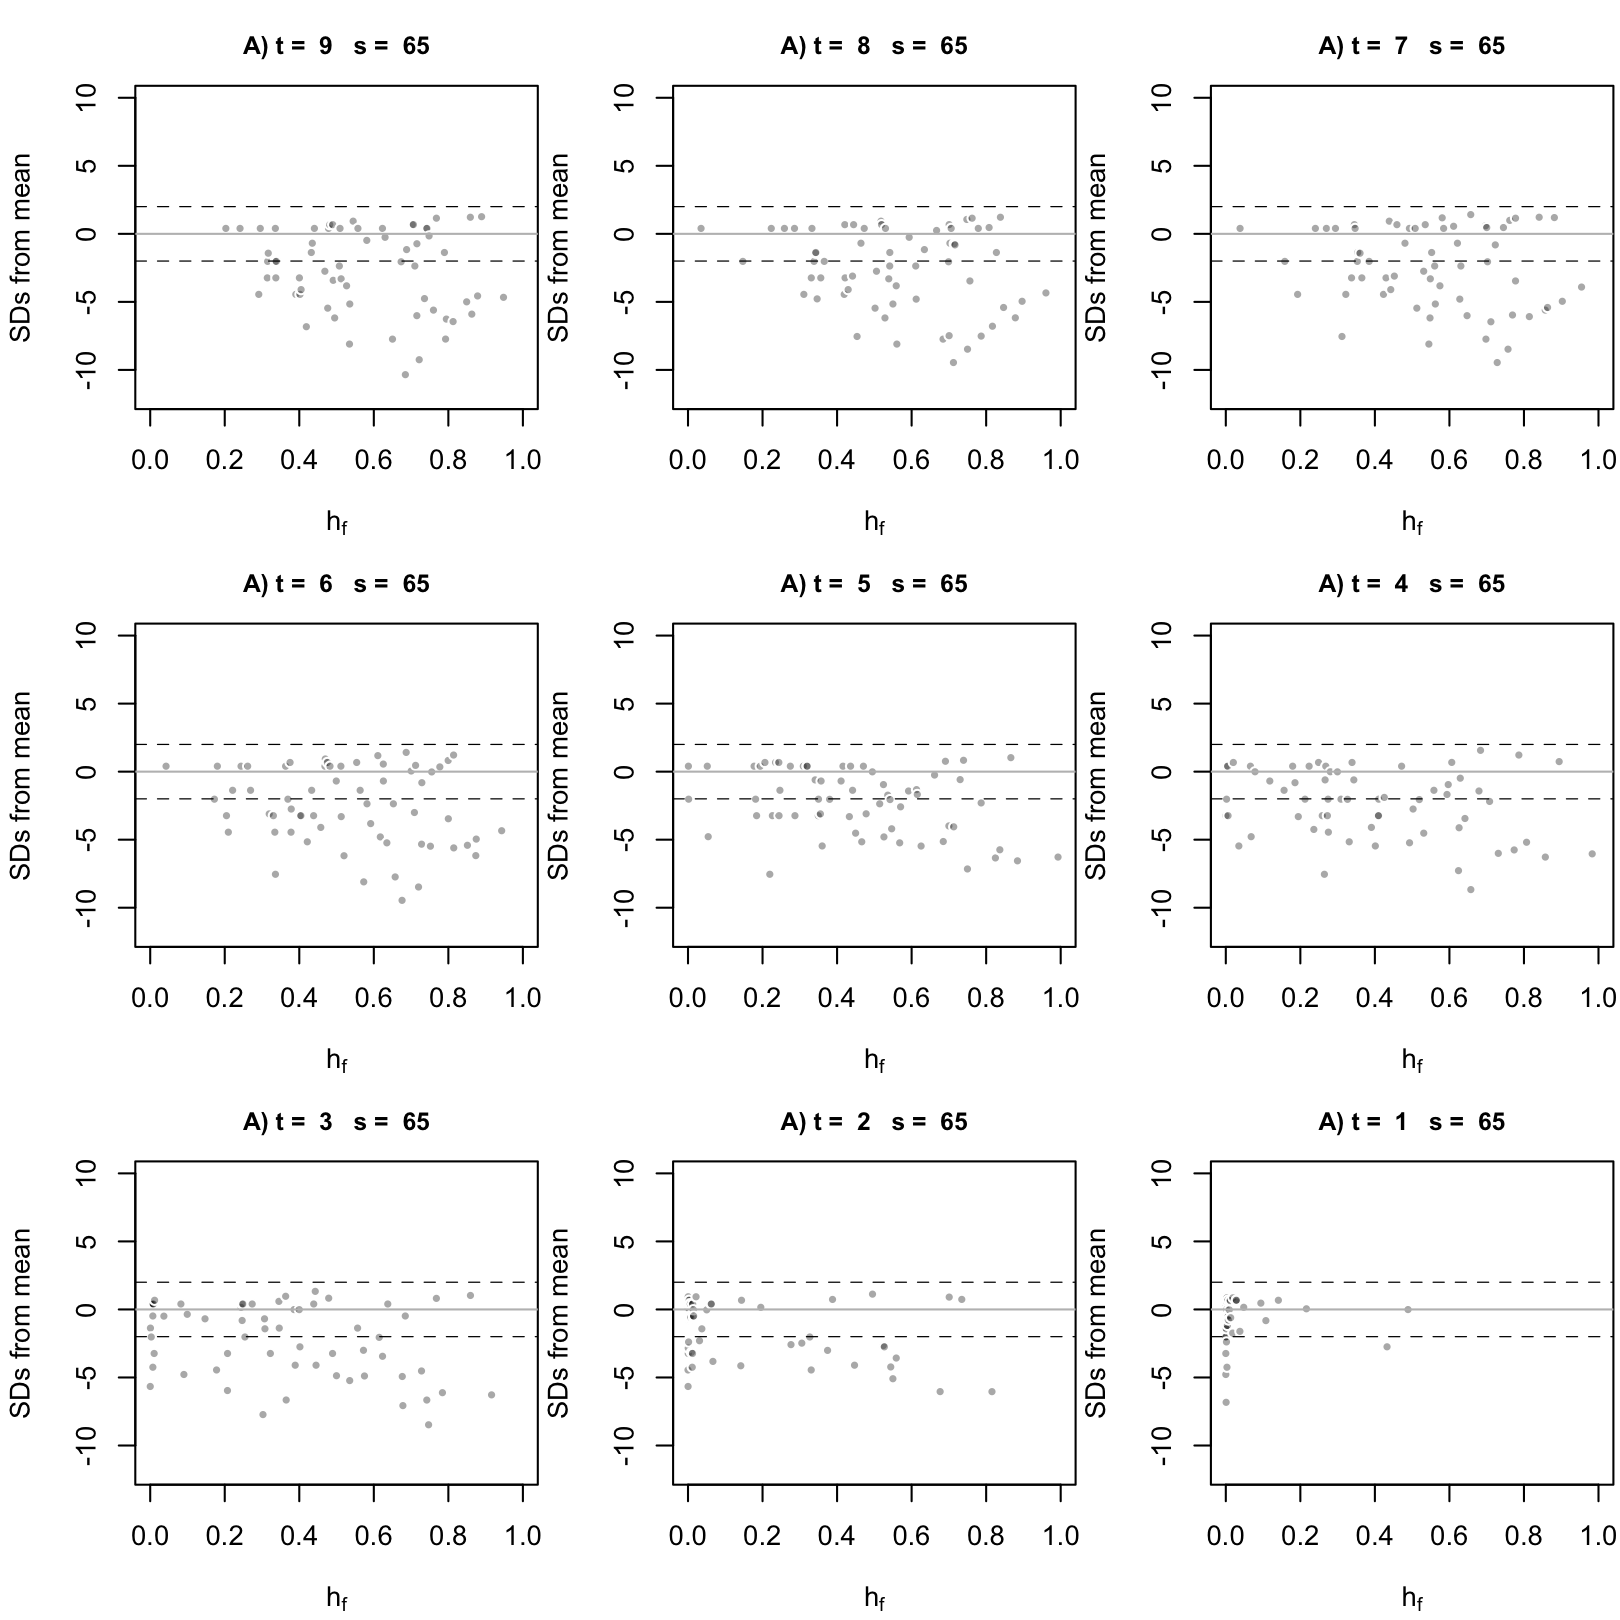 A) t = 9 s = 65
SDs from mean
10
5
0
-5
-10
0.0 0.2 0.4 0.6 0.8 1.0
hf
A) t = 8 s = 65
SDs from mean
10
5
0
-5
-10
0.0 0.2 0.4 0.6 0.8 1.0
hf
A) t = 7 s = 65
SDs from mean
10
5
0
-5
-10
0.0 0.2 0.4 0.6 0.8 1.0
hf
A) t = 6 s = 65
SDs from mean
10
5
0
-5
-10
0.0 0.2 0.4 0.6 0.8 1.0
hf
A) t = 5 s = 65
SDs from mean
10
5
0
-5
-10
0.0 0.2 0.4 0.6 0.8 1.0
hf
A) t = 4 s = 65
SDs from mean
10
5
0
-5
-10
0.0 0.2 0.4 0.6 0.8 1.0
hf
A) t = 3 s = 65
SDs from mean
10
5
0
-5
-10
0.0 0.2 0.4 0.6 0.8 1.0
hf
A) t = 2 s = 65
SDs from mean
10
5
0
-5
-10
0.0 0.2 0.4 0.6 0.8 1.0
hf
A) t = 1 s = 65
SDs from mean
10
5
0
-5
-10
0.0 0.2 0.4 0.6 0.8 1.0
hf